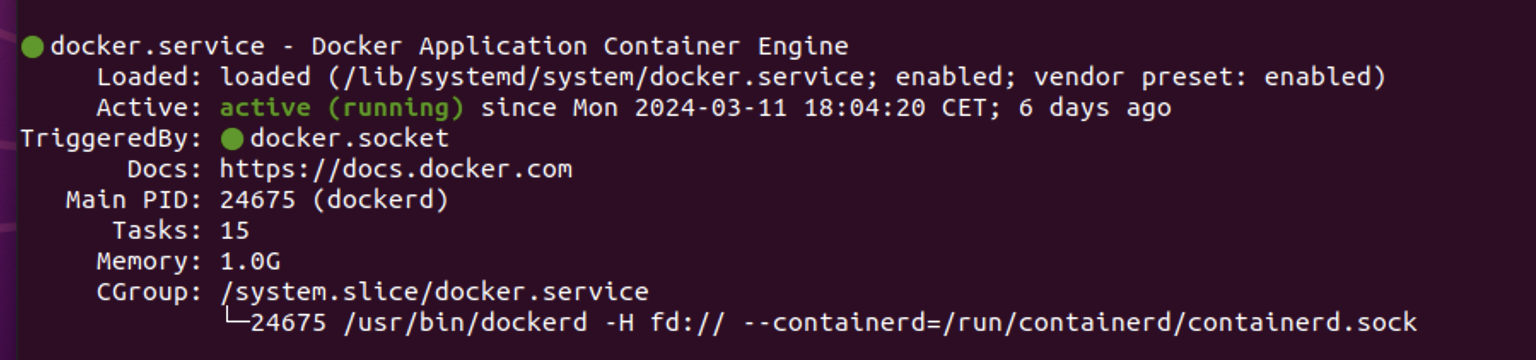 ● docker.service - Docker Application Container Engine
     Loaded: loaded (/lib/systemd/system/docker.service; enabled; vendor preset: enabled)
     Active: active (running) since Mon 2024-03-11 18:04:20 CET; 6 days ago
TriggeredBy: ● docker.socket
       Docs: https://docs.docker.com
   Main PID: 24675 (dockerd)
      Tasks: 15
     Memory: 1.0G
     CGroup: /system.slice/docker.service
             └─24675 /usr/bin/dockerd -H fd:// --containerd=/run/containerd/containerd.sock